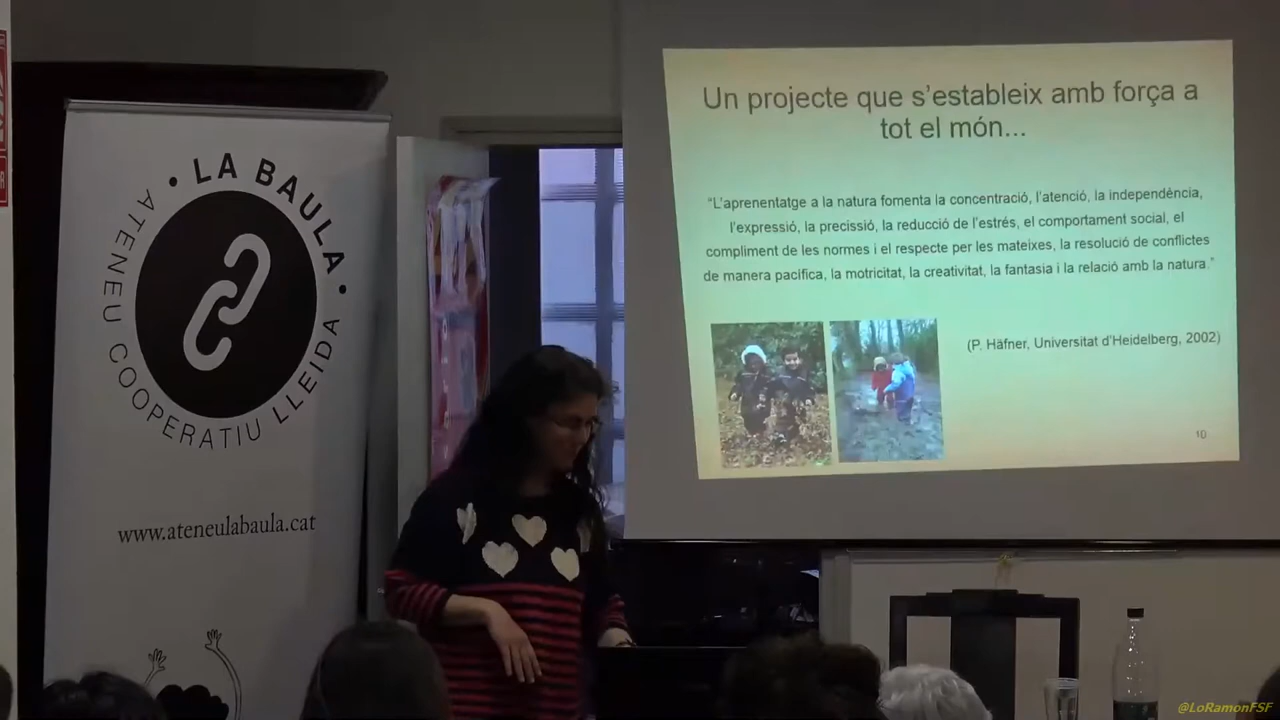 • LA BAULA •
ATENEU COOPERATIU LLEIDA
www.ateneulabaula.cat
Un projecte que s'estableix amb força a
tot el món...
“L'aprenentatge a la natura fomenta la concentració, l'atenció, la independència,
l'expressió, la precissió, la reducció de l'estrés, el comportament social, el
compliment de les normes i el respecte per les mateixes, la resolució de conflictes
de manera pacífica, la motricitat, la creativitat, la fantasia i la relació amb la natura.”
(P. Häfner, Universitat d'Heidelberg, 2002)
10
@LoRamonFSF